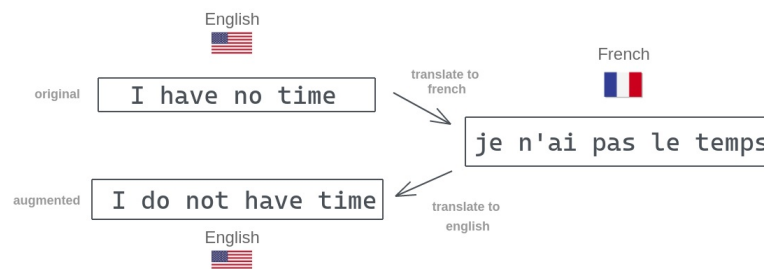 English
French
original
I have no time
translate to
french
je n'ai pas le temps
augmented
I do not have time
translate to
english
English